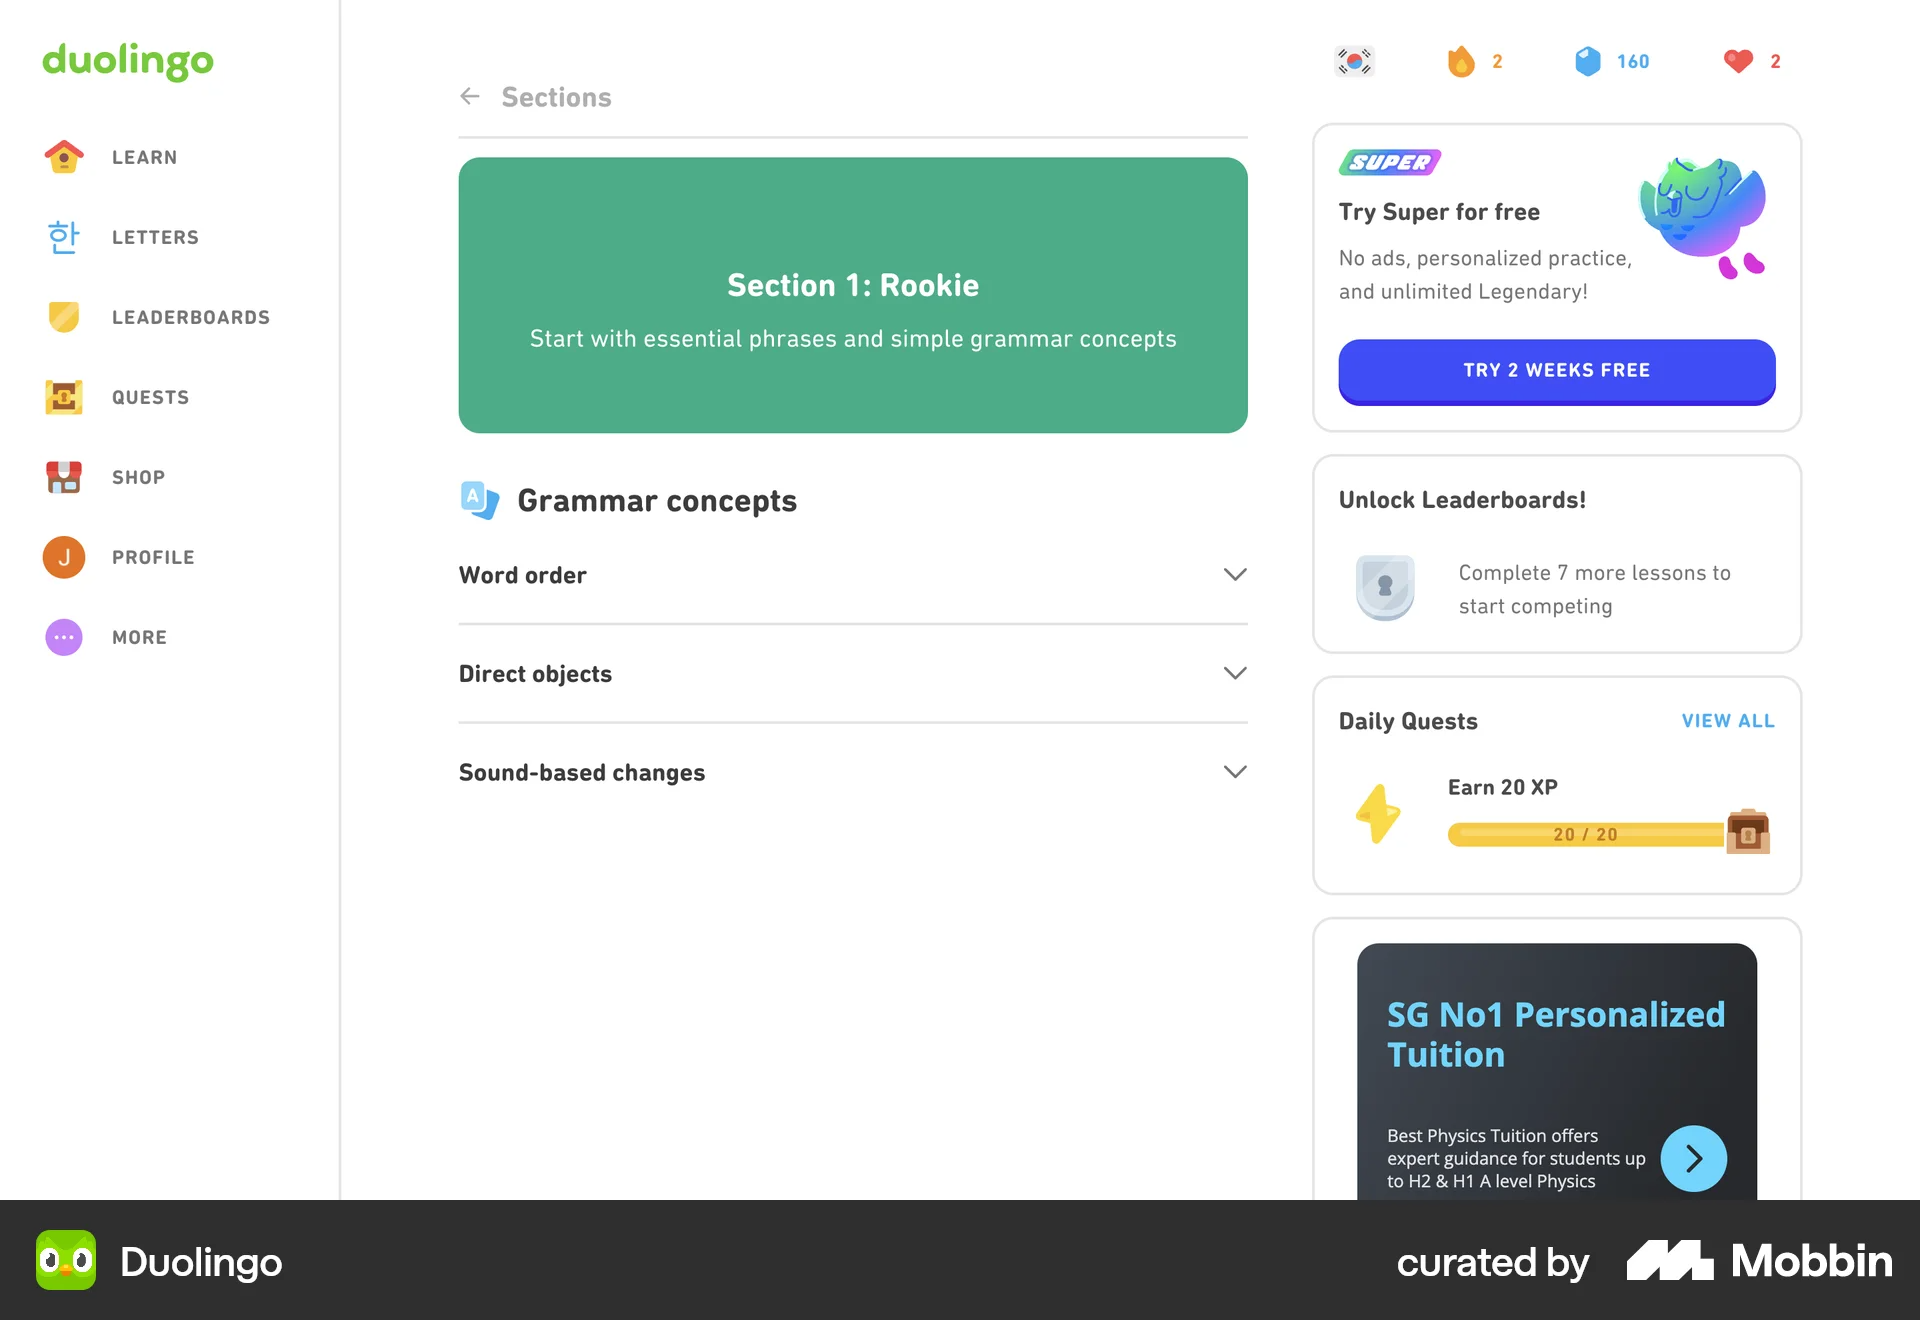 duolingo
LEARN
한
LETTERS
LEADERBOARDS
QUESTS
SHOP
J
PROFILE
MORE
Sections
Section 1: Rookie
Start with essential phrases and simple grammar concepts
A
Grammar concepts
Word order
Direct objects
Sound-based changes
2
160
2
SUPER
Try Super for free
No ads, personalized practice,
and unlimited Legendary!
TRY 2 WEEKS FREE
Unlock Leaderboards!
Complete 7 more lessons to
start competing
Daily Quests
VIEW ALL
Earn 20 XP
20 / 20
SG No1 Personalized
Tuition
Best Physics Tuition offers
expert guidance for students up
to H2 & H1 A level Physics
Duolingo
curated by
Mobbin